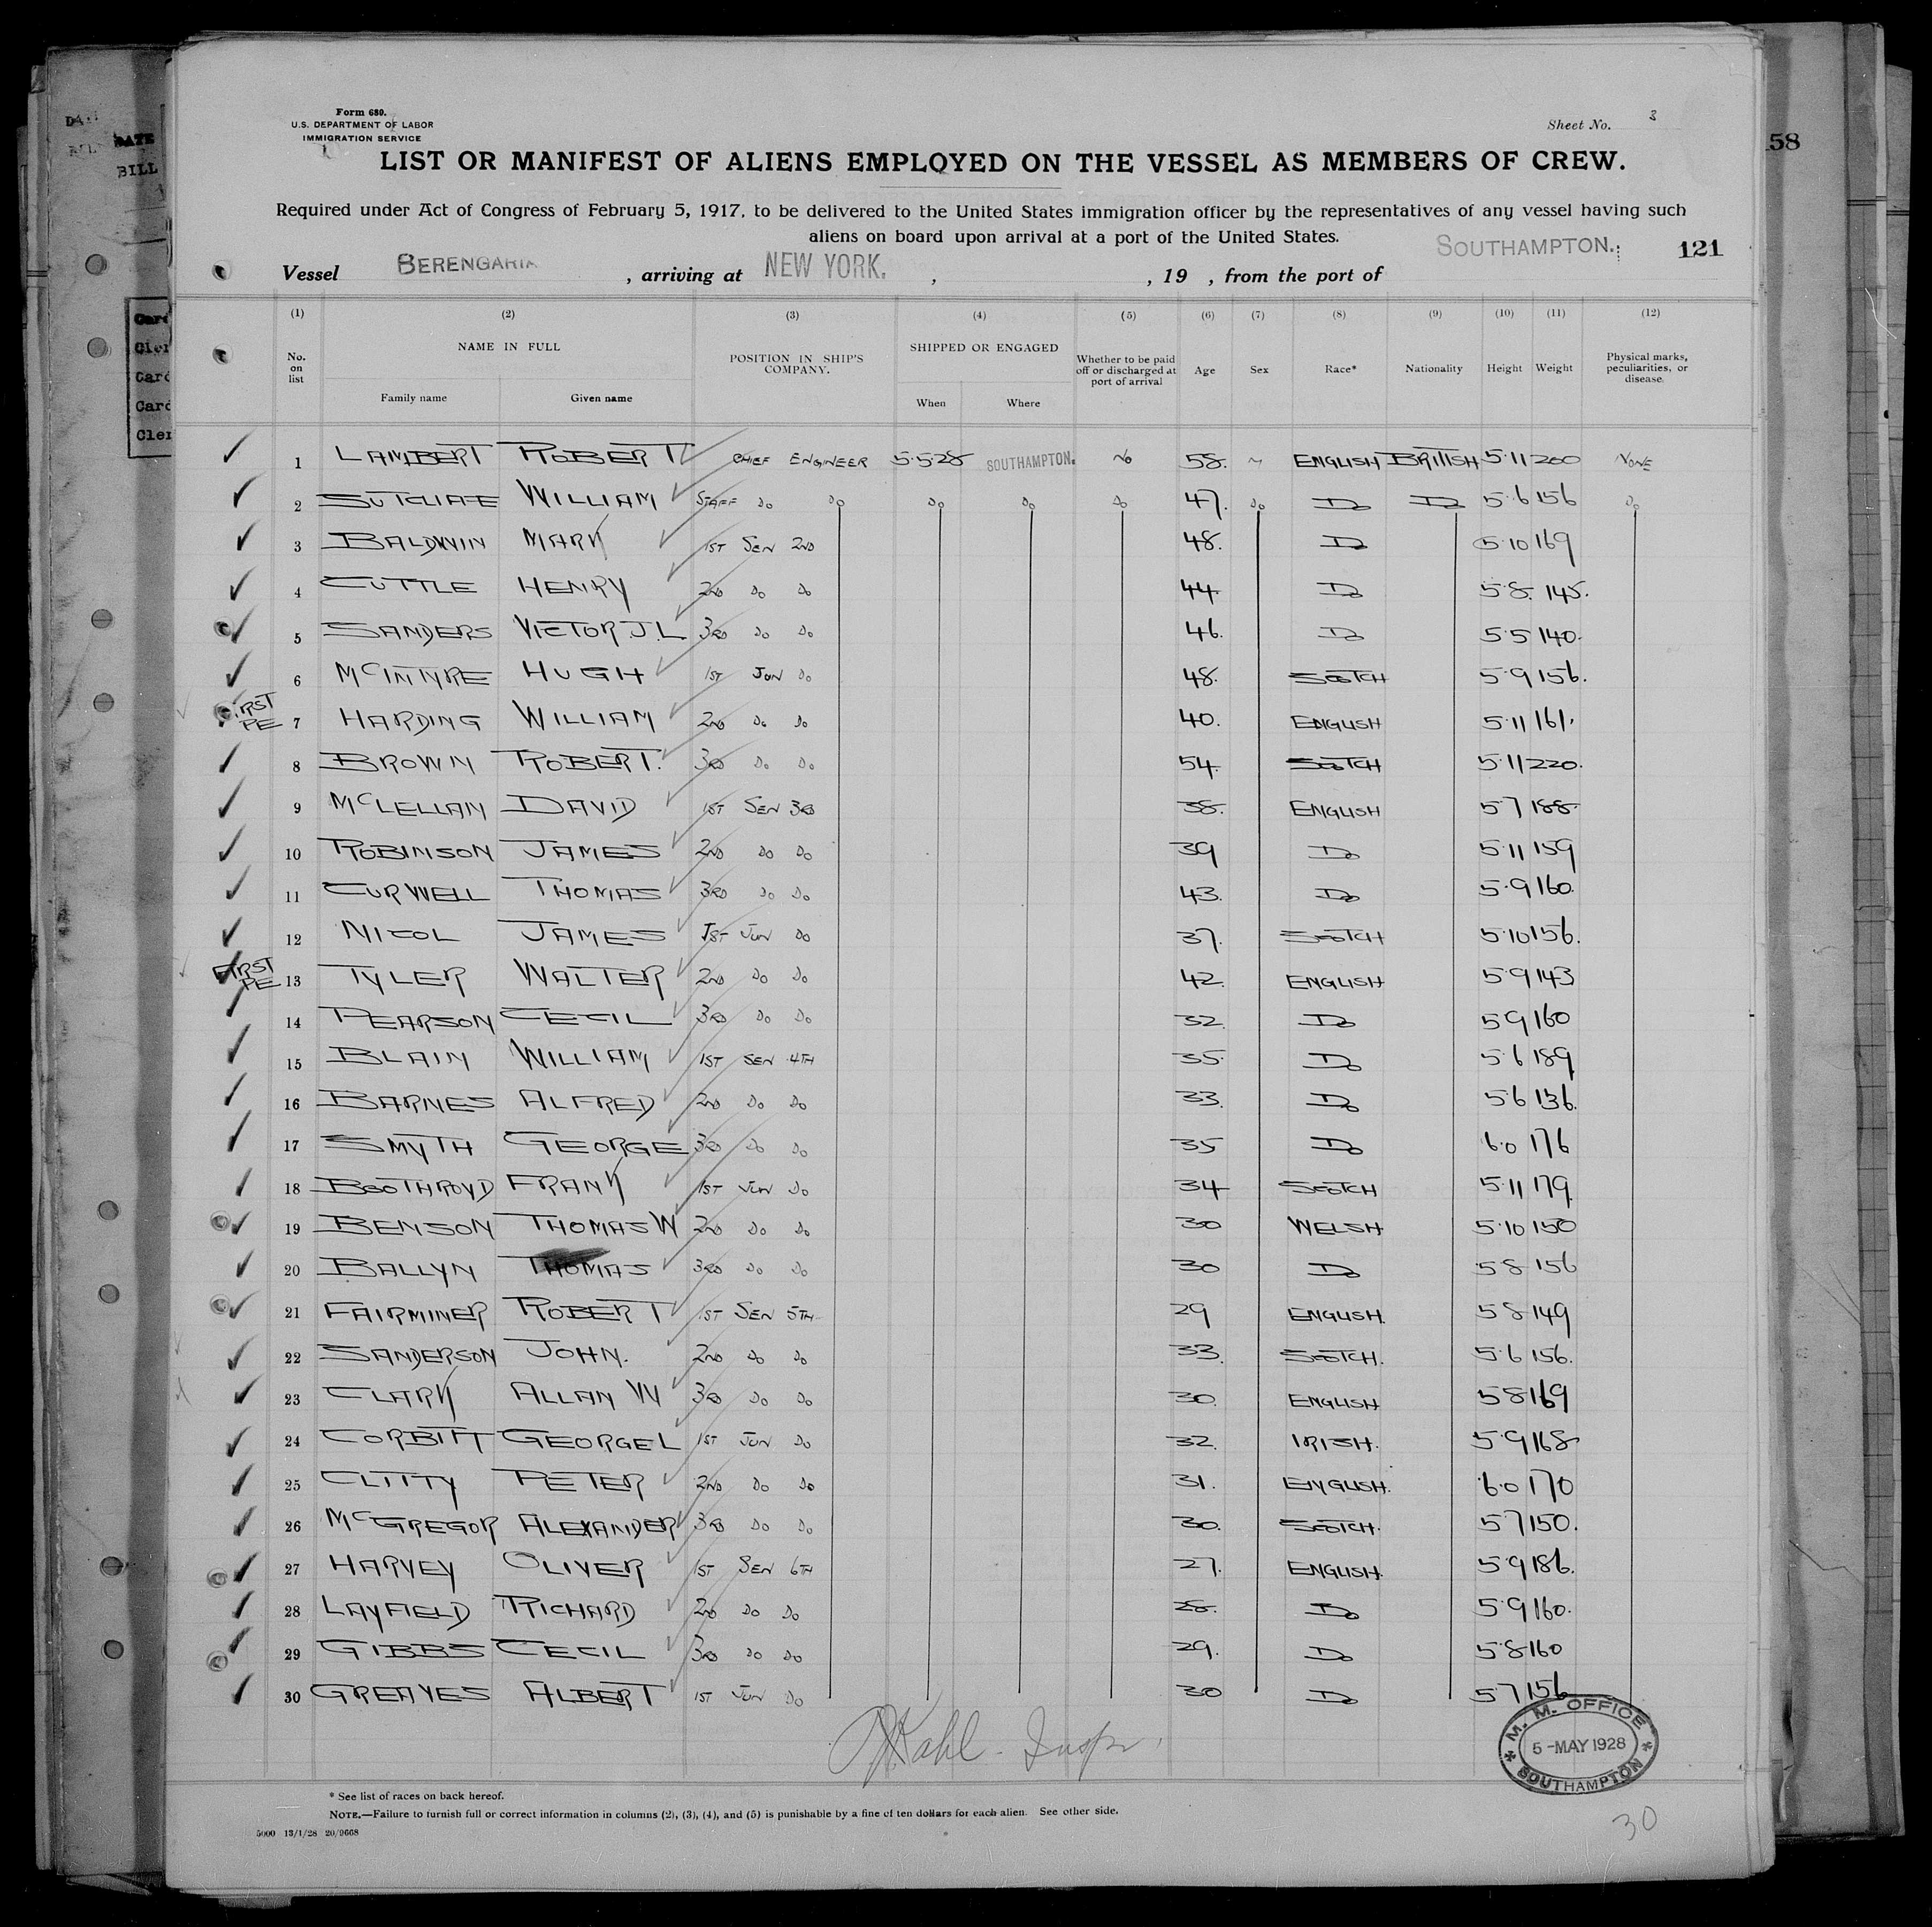 Form 680.
U.S. DEPARTMENT OF LABOR
IMMIGRATION SERVICE
Sheet No. 3
58
DATE
BILL
LIST OR MANIFEST OF ALIENS EMPLOYED ON THE VESSEL AS MEMBERS OF CREW.
Required under Act of Congress of February 5, 1917, to be delivered to the United States immigration officer by the representatives of any vessel having such
aliens on board upon arrival at a port of the United States.
121
Vessel BERENGARIA , arriving at NEW YORK. , , 19 , from the port of SOUTHAMPTON.
(1) (2) (3) (4) (5) (6) (7) (8) (9) (10) (11) (12)
No. on list NAME IN FULL Family name Given name POSITION IN SHIP'S COMPANY. SHIPPED OR ENGAGED When Where Whether to be paid off or discharged at port of arrival Age Sex Race* Nationality Height Weight Physical marks, peculiarities, or disease.
1 LAMBERT ROBERT CHIEF ENGINEER 5.5.28 SOUTHAMPTON. No 58. ENGLISH BRITISH 5.11 200 NONE
2 SUTCLIFFE WILLIAM STAFF Do Do Do Do Do 47. Do Do Do 5.6 156 Do
3 BALDWIN MARK 1ST SEN 2ND 48. Do 5.10 169
4 CUTTLE HENRY 2ND Do Do 44. Do 5.8. 145.
5 SANDERS VICTOR J.L 3RD Do Do 46. Do 5.5 140.
6 McINTYRE HUGH 1ST JUN Do 48. SCOTCH 5.9 156.
FIRST PE 7 HARDING WILLIAM 2ND Do Do 40. ENGLISH 5.11 161.
8 BROWN ROBERT. 3RD Do Do 54. SCOTCH 5.11 220.
9 McLELLAN DAVID 1ST SEN 3RD 38. ENGLISH 5.7 188.
10 ROBINSON JAMES 2ND Do Do 39 Do 5.11 159
11 CURWELL THOMAS 3RD Do Do 43. Do 5.9 160.
12 NICOL JAMES 1ST JUN Do 37. SCOTCH 5.10 156.
FIRST PE 13 TYLER WALTER 2ND Do Do 42. ENGLISH 5.9 143
14 PEARSON CECIL 3RD Do Do 32. Do 5.9 160
15 BLAIN WILLIAM 1ST SEN 4TH 35. Do 5.6 189
16 BARNES ALFRED 2ND Do Do 33. Do 5.6 136.
17 SMYTH GEORGE 3RD Do Do 35 Do 6.0 176
18 BOOTHROYD FRANK 1ST JUN Do 34 SCOTCH 5.11 179.
19 BENSON THOMAS W 2ND Do Do 30 WELSH 5.10 150
20 BALLYN THOMAS 3RD Do Do 30 Do 5.8 156
21 FAIRMINER ROBERT 1ST SEN 5TH 29 ENGLISH. 5.8 149
22 SANDERSON JOHN. 2ND Do Do 33. SCOTCH. 5.6 156.
23 CLARK ALLAN W 3RD Do Do 30. ENGLISH 5.8 169
24 CORBITT GEORGE L 1ST JUN Do 32. IRISH. 5.9 168
25 CLITTY PETER 2ND Do Do 31. ENGLISH. 6.0 170
26 McGREGOR ALEXANDER 3RD Do Do 30. SCOTCH. 5.7 150.
27 HARVEY OLIVER 1ST SEN 6TH 27. ENGLISH. 5.9 186.
28 LAYFIELD RICHARD 2ND Do Do 28. Do 5.9 160.
29 GIBBS CECIL 3RD Do Do 29. Do 5.8 160
30 GREAVES ALBERT 1ST JUN Do 30 Do 5.7 156
Kahl. Inspr.
M. M. OFFICE
5-MAY 1928
SOUTHAMPTON
* See list of races on back hereof.
NOTE.—Failure to furnish full or correct information in columns (2), (3), (4), and (5) is punishable by a fine of ten dollars for each alien. See other side.
5000 13/1/28 20/9668
30